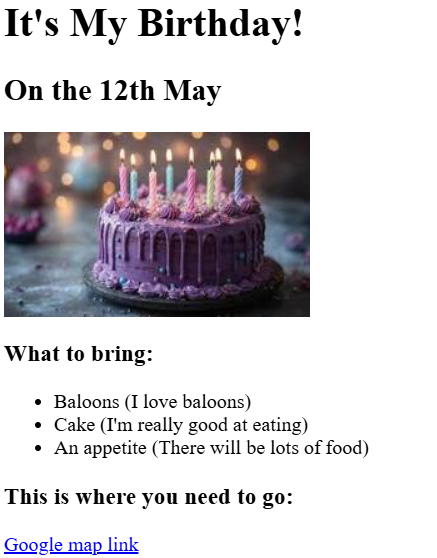 It's My Birthday!
On the 12th May
What to bring:
Baloons (I love baloons)
Cake (I'm really good at eating)
An appetite (There will be lots of food)
This is where you need to go:
Google map link